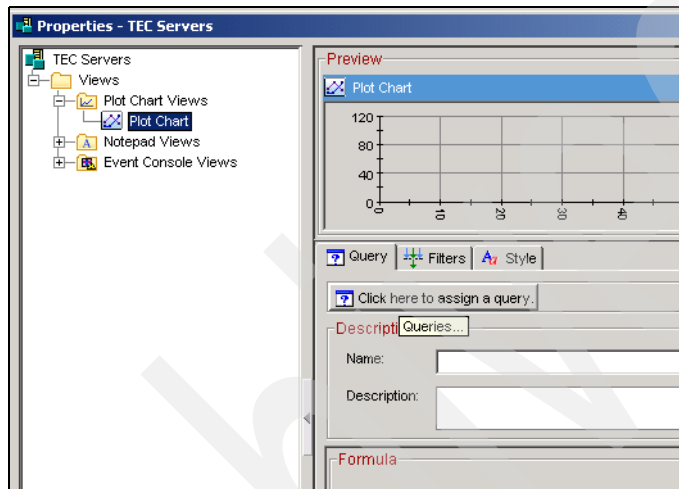 Properties - TEC Servers
TEC Servers
Views
Plot Chart Views
Plot Chart
Notepad Views
Event Console Views
Preview
Plot Chart
120
80
40
0
0
10
20
30
40
Query
Filters
Style
Click here to assign a query.
Queries...
Descripti
Name:
Description:
Formula